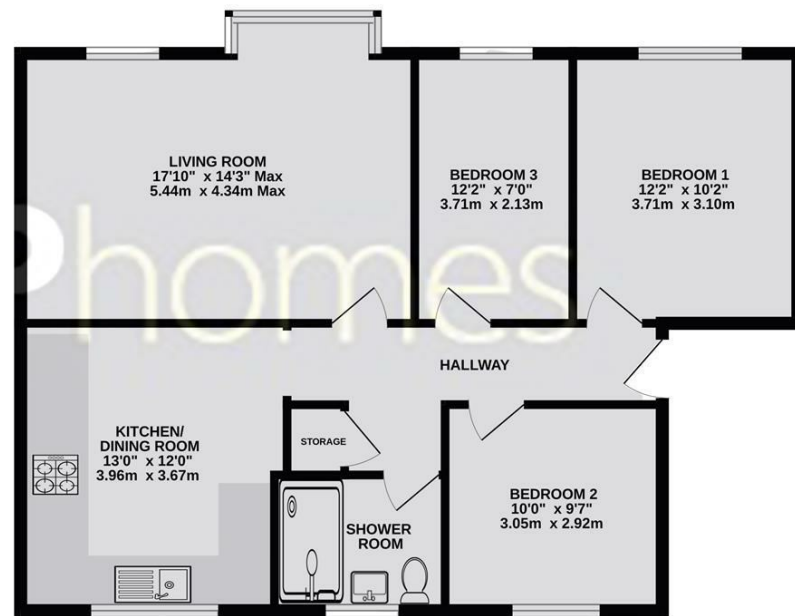 LIVING ROOM
17'10" x 14'3" Max
5.44m x 4.34m Max
BEDROOM 3
12'2" x 7'0"
3.71m x 2.13m
BEDROOM 1
12'2" x 10'2"
3.71m x 3.10m
Phomes
HALLWAY
KITCHEN/
DINING ROOM
13'0" x 12'0"
3.96m x 3.67m
STORAGE
SHOWER
ROOM
BEDROOM 2
10'0" x 9'7"
3.05m x 2.92m